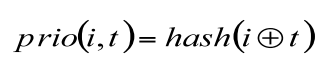 prio(i, t) = hash(i ⊕ t)